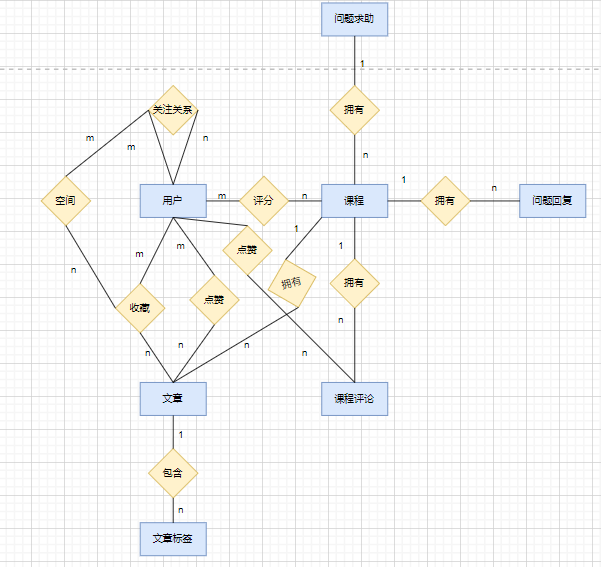 问题求助
1
关注关系
拥有
m
m
n
n
1
空间
用户
m
评分
n
课程
拥有
n
问题回复
1
点赞
1
m
m
n
拥有
拥有
收藏
点赞
n
n
n
n
n
文章
课程评论
1
包含
n
文章标签